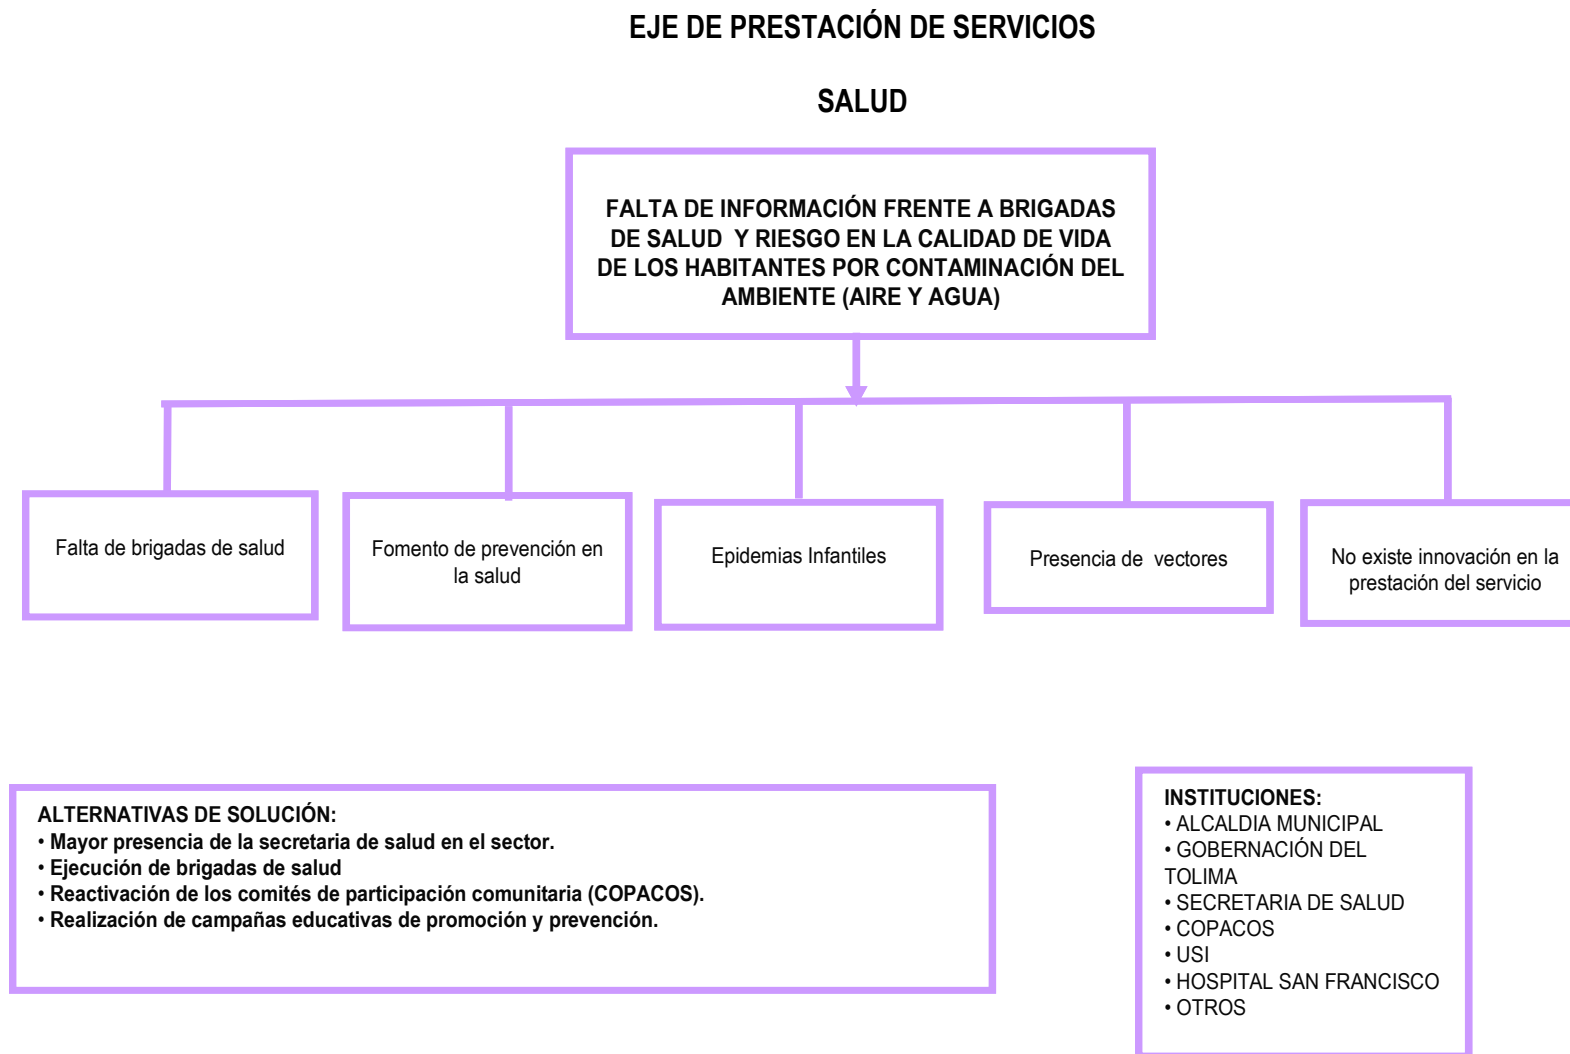 EJE DE PRESTACIÓN DE SERVICIOS
SALUD
FALTA DE INFORMACIÓN FRENTE A BRIGADAS
DE SALUD Y RIESGO EN LA CALIDAD DE VIDA
DE LOS HABITANTES POR CONTAMINACIÓN DEL
AMBIENTE (AIRE Y AGUA)
Falta de brigadas de salud
Fomento de prevención en
la salud
Epidemias Infantiles
Presencia de vectores
No existe innovación en la
prestación del servicio
ALTERNATIVAS DE SOLUCIÓN:
• Mayor presencia de la secretaria de salud en el sector.
• Ejecución de brigadas de salud
• Reactivación de los comités de participación comunitaria (COPACOS).
• Realización de campañas educativas de promoción y prevención.
INSTITUCIONES:
• ALCALDIA MUNICIPAL
• GOBERNACIÓN DEL
TOLIMA
• SECRETARIA DE SALUD
• COPACOS
• USI
• HOSPITAL SAN FRANCISCO
• OTROS